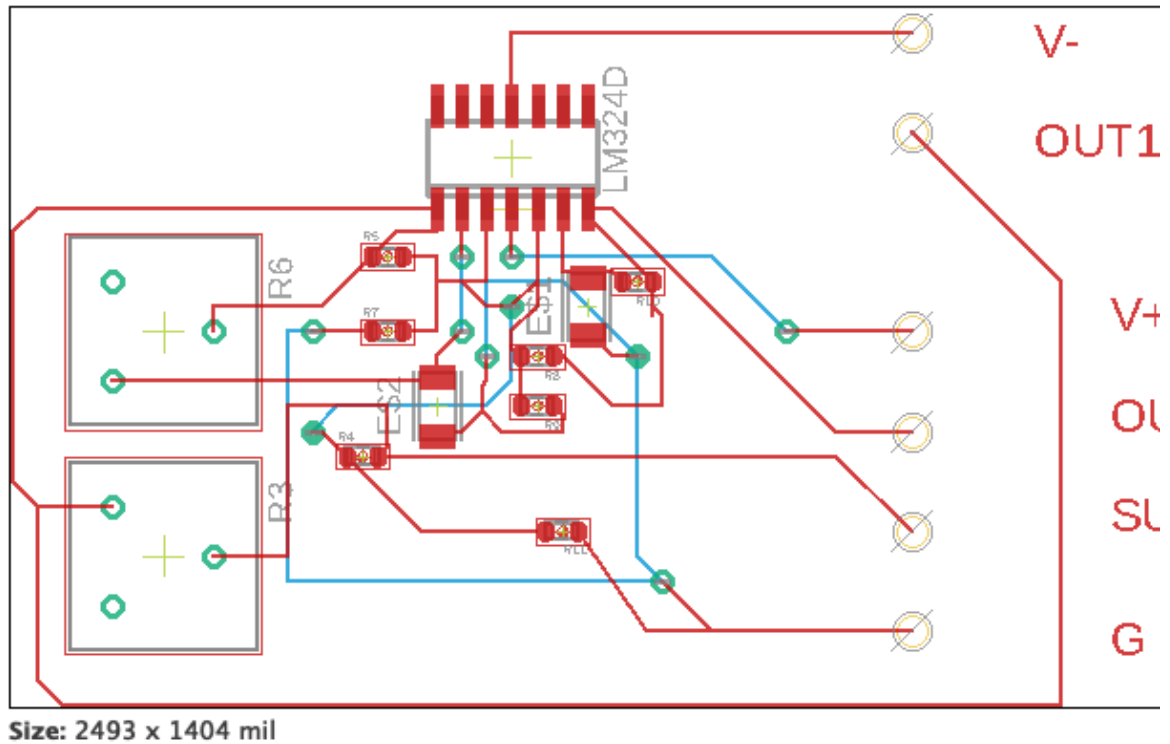 V-
LM324D
OUT1
R5
R6
ES1
R10
V+
R7
R8
ES2
R9
OU
R4
R3
SU
R11
G
Size: 2493 x 1404 mil